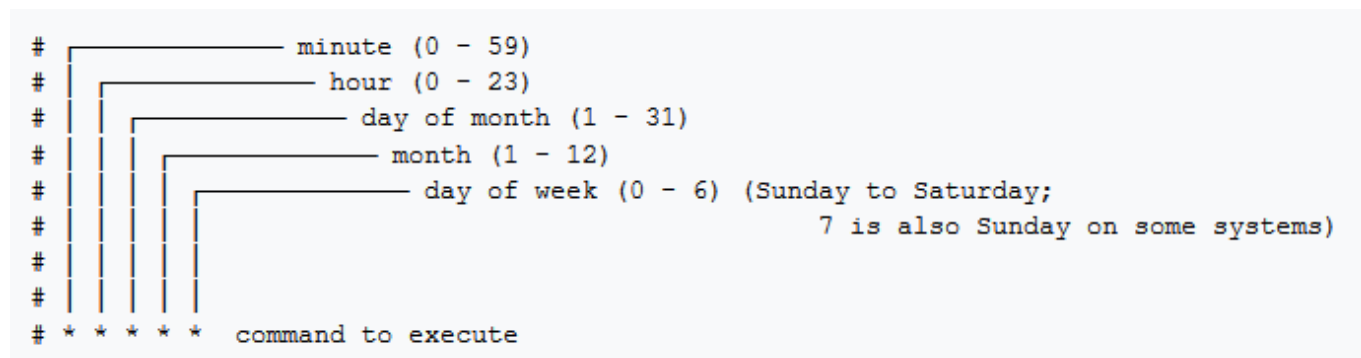 # ┌───────────── minute (0 - 59)
# │ ┌───────────── hour (0 - 23)
# │ │ ┌───────────── day of month (1 - 31)
# │ │ │ ┌───────────── month (1 - 12)
# │ │ │ │ ┌───────────── day of week (0 - 6) (Sunday to Saturday;
# │ │ │ │ │                                       7 is also Sunday on some systems)
# │ │ │ │ │
# │ │ │ │ │
# * * * * *  command to execute